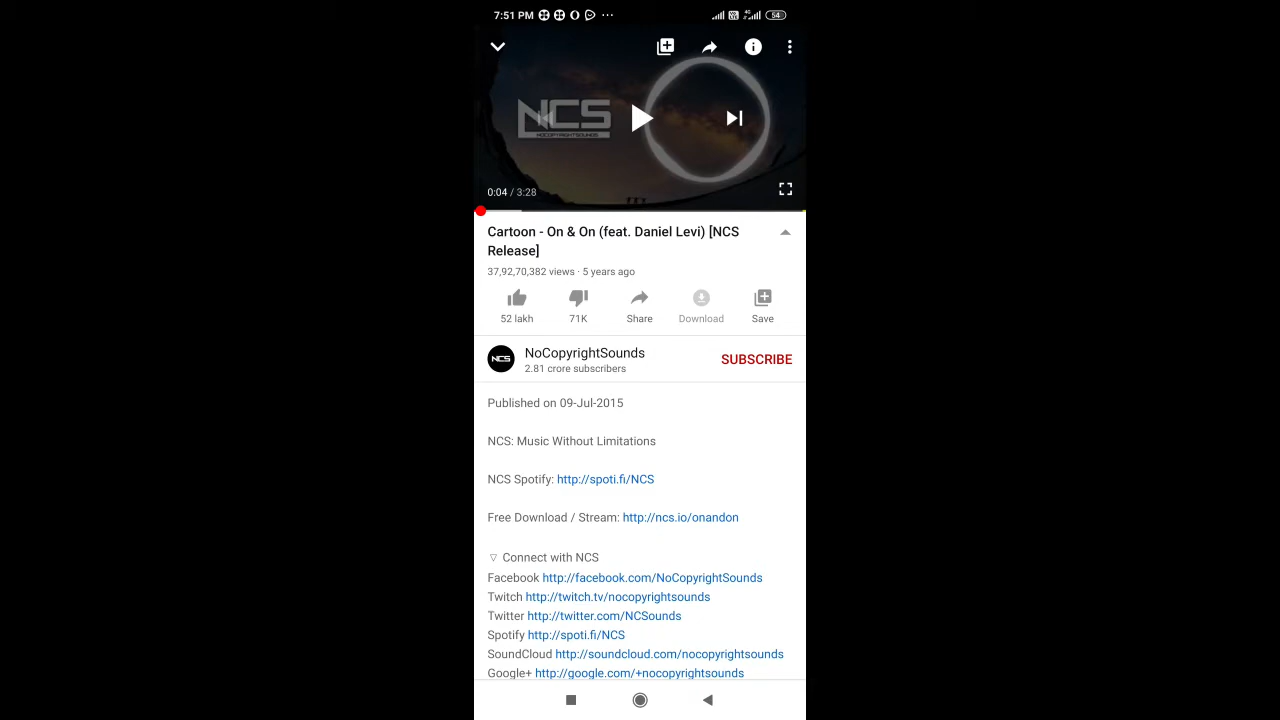 7:51 PM
54
NCS
NOCOPYRIGHTSOUNDS
0:04 / 3:28
Cartoon - On & On (feat. Daniel Levi) [NCS
Release]
37,92,70,382 views · 5 years ago
52 lakh 71K Share Download Save
NCS
NoCopyrightSounds
SUBSCRIBE
2.81 crore subscribers
Published on 09-Jul-2015
NCS: Music Without Limitations
NCS Spotify: http://spoti.fi/NCS
Free Download / Stream: http://ncs.io/onandon
▽ Connect with NCS
Facebook http://facebook.com/NoCopyrightSounds
Twitch http://twitch.tv/nocopyrightsounds
Twitter http://twitter.com/NCSounds
Spotify http://spoti.fi/NCS
SoundCloud http://soundcloud.com/nocopyrightsounds
Google+ http://google.com/+nocopyrightsounds